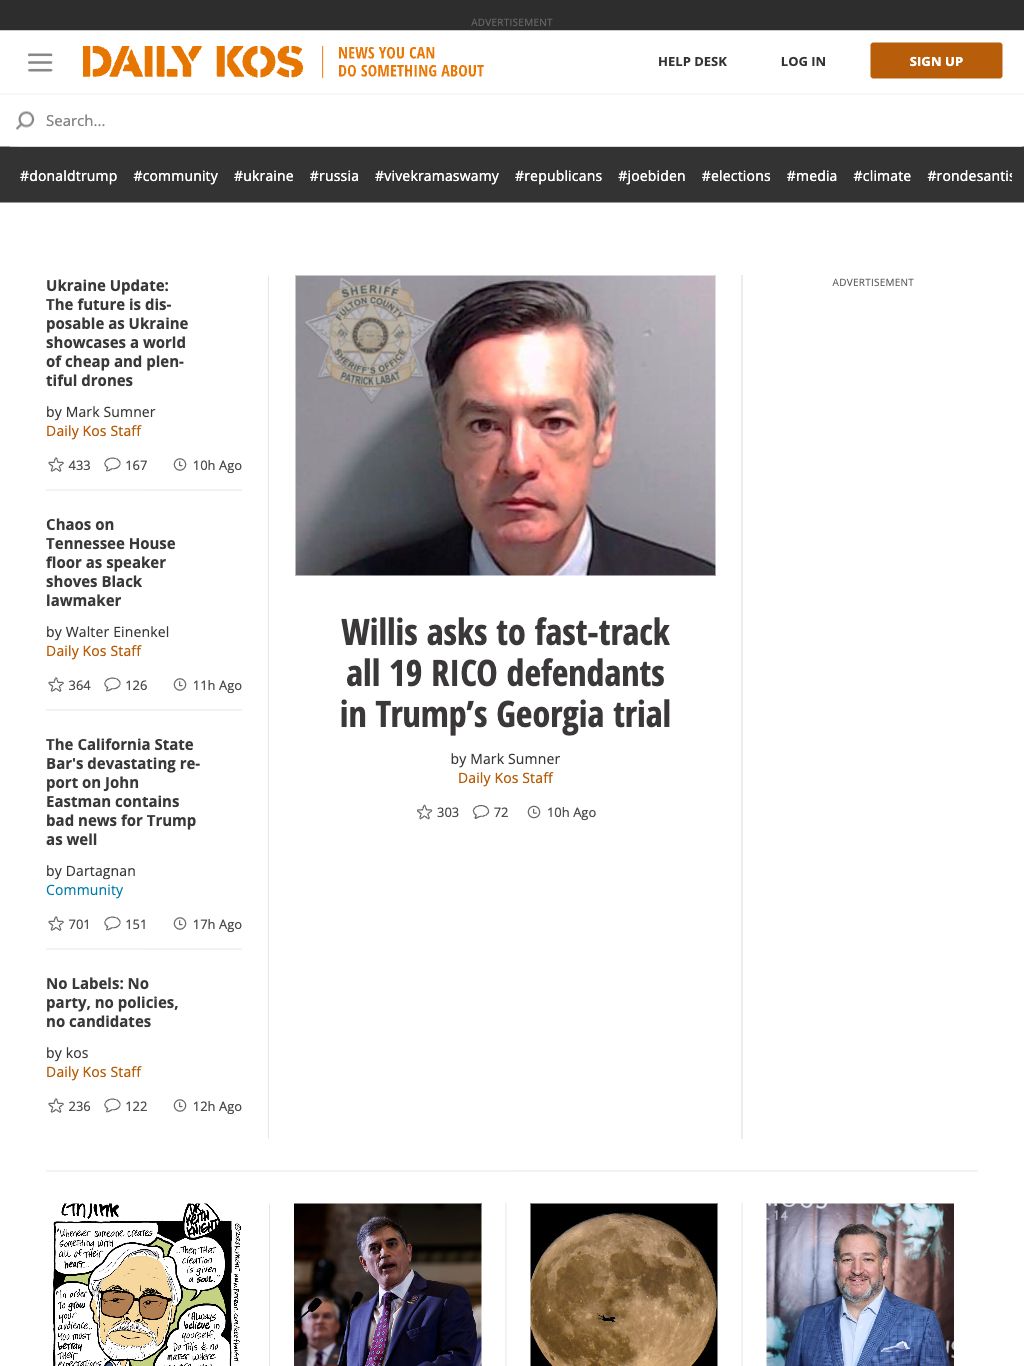 ADVERTISEMENT
DAILY KOS
NEWS YOU CAN
DO SOMETHING ABOUT
HELP DESK
LOG IN
SIGN UP
Search...
#donaldtrump #community #ukraine #russia #vivekramaswamy #republicans #joebiden #elections #media #climate #rondesantis
Ukraine Update:
The future is dis-
posable as Ukraine
showcases a world
of cheap and plen-
tiful drones
by Mark Sumner
Daily Kos Staff
433 167 10h Ago
Chaos on
Tennessee House
floor as speaker
shoves Black
lawmaker
by Walter Einenkel
Daily Kos Staff
364 126 11h Ago
The California State
Bar's devastating re-
port on John
Eastman contains
bad news for Trump
as well
by Dartagnan
Community
701 151 17h Ago
No Labels: No
party, no policies,
no candidates
by kos
Daily Kos Staff
236 122 12h Ago
SHERIFF
FULTON COUNTY
SHERIFF'S OFFICE
PATRICK LABAT
Willis asks to fast-track
all 19 RICO defendants
in Trump’s Georgia trial
by Mark Sumner
Daily Kos Staff
303 72 10h Ago
ADVERTISEMENT
KEITH
KNIGHT
"Whenever someone creates
something with
all of their
heart..
..Then that
creation
is given
a soul."
"In order
to grow
your
audience..
You must
betray
their
expectations
"Always
believe in
yourself.
Do this &
no
matter where
14